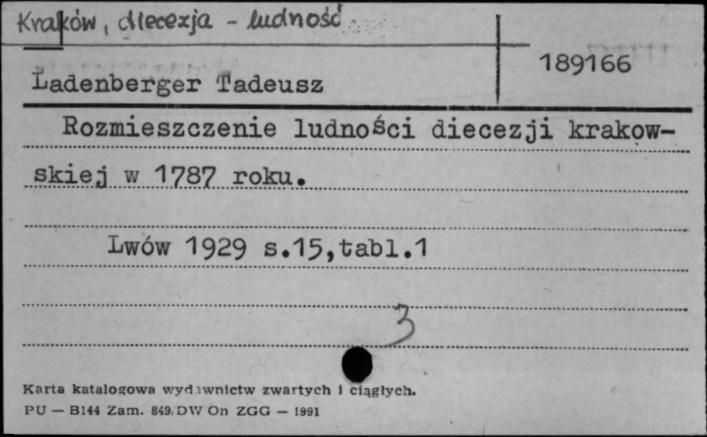 Kraków, diecezja - ludność
189166
Ładenberger Tadeusz
Rozmieszczenie ludności diecezji krakow-
skiej w 1787 roku.
Lwów 1929 s.15,tabl.1
3
Karta katalogowa wydawnictw zwartych i ciągłych.
PU — B144 Zam. 849. DW On ZGG — 1991